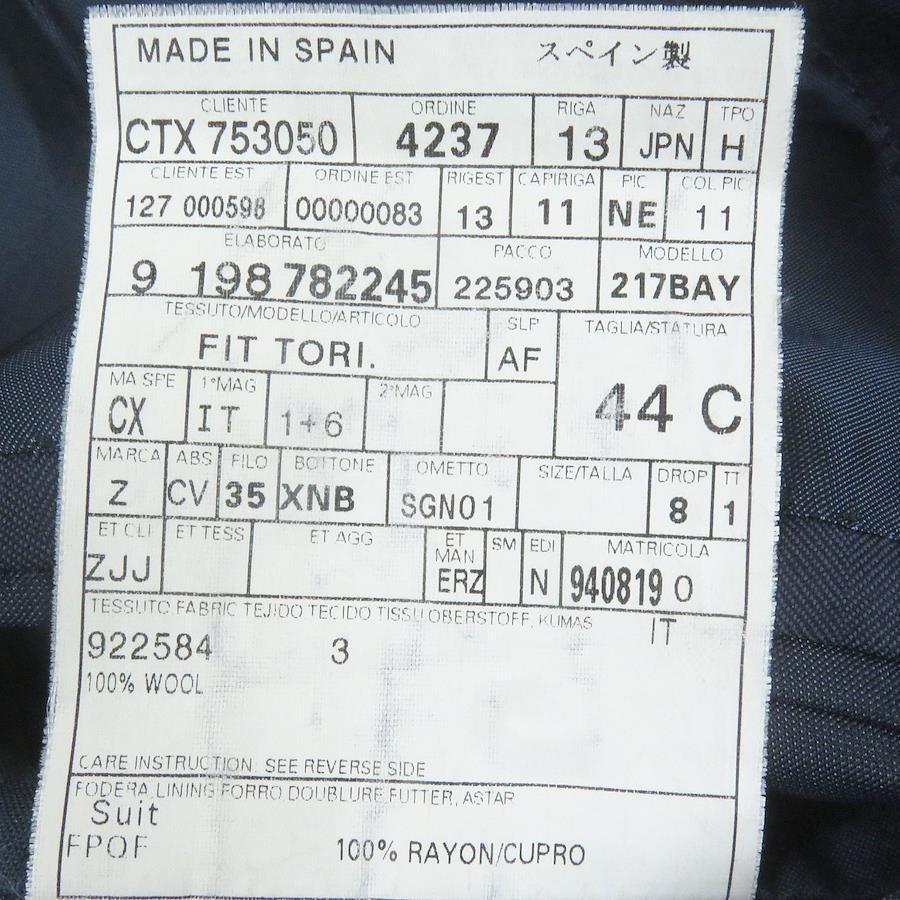 MADE IN SPAIN スペイン製
CLIENTE ORDINE RIGA NAZ TPO
CTX 753050 4237 13 JPN H
CLIENTE EST ORDINE EST RIGEST CAPIRIGA PIC COL PIC
127 000598 00000083 13 11 NE 11
ELABORATO PACCO MODELLO
9 198 782245 225903 217BAY
TESSUTO/MODELLO/ARTICOLO SLP TAGLIA/STATURA
FIT TORI. AF 44 C
MA SPE 1°MAG 2°MAG
CX IT 1+6
MARCA ABS FILO BOTTONE OMETTO SIZE/TALLA DROP TT
Z CV 35 XNB SGN01 8 1
ET CLI ET TESS ET AGG ET MAN SM EDI MATRICOLA
ZJJ ERZ N 940819 0
TESSUTO FABRIC TEJIDO TECIDO TISSU OBERSTOFF, KUMAS IT
922584 3
100% WOOL
CARE INSTRUCTION: SEE REVERSE SIDE
FODERA, LINING FORRO DOUBLURE FUTTER, ASTAR
Suit
FPOF 100% RAYON/CUPRO